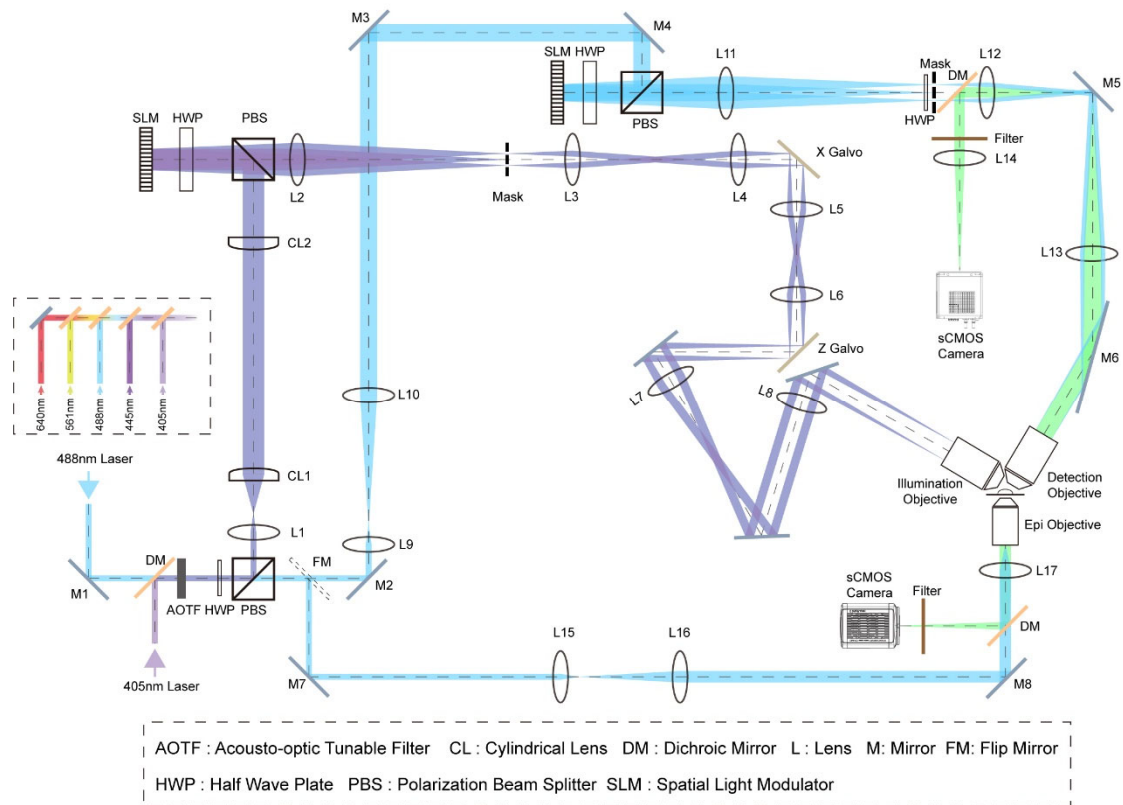 M3
M4
SLM HWP
L11
Mask
DM
L12
M5
PBS
HWP
SLM
HWP
PBS
Filter
L14
X Galvo
L2
Mask
L3
L4
L5
CL2
L13
L6
sCMOS
Camera
M6
Z Galvo
L7
L8
640nm
561nm
488nm
445nm
405nm
L10
488nm Laser
CL1
Illumination
Objective
Detection
Objective
Epi Objective
L1
L9
FM
DM
M1
AOTF
HWP
PBS
M2
L17
sCMOS
Camera
Filter
DM
405nm Laser
M7
L15
L16
M8
AOTF : Acousto-optic Tunable Filter CL : Cylindrical Lens DM : Dichroic Mirror L : Lens M: Mirror FM: Flip Mirror
HWP : Half Wave Plate PBS : Polarization Beam Splitter SLM : Spatial Light Modulator